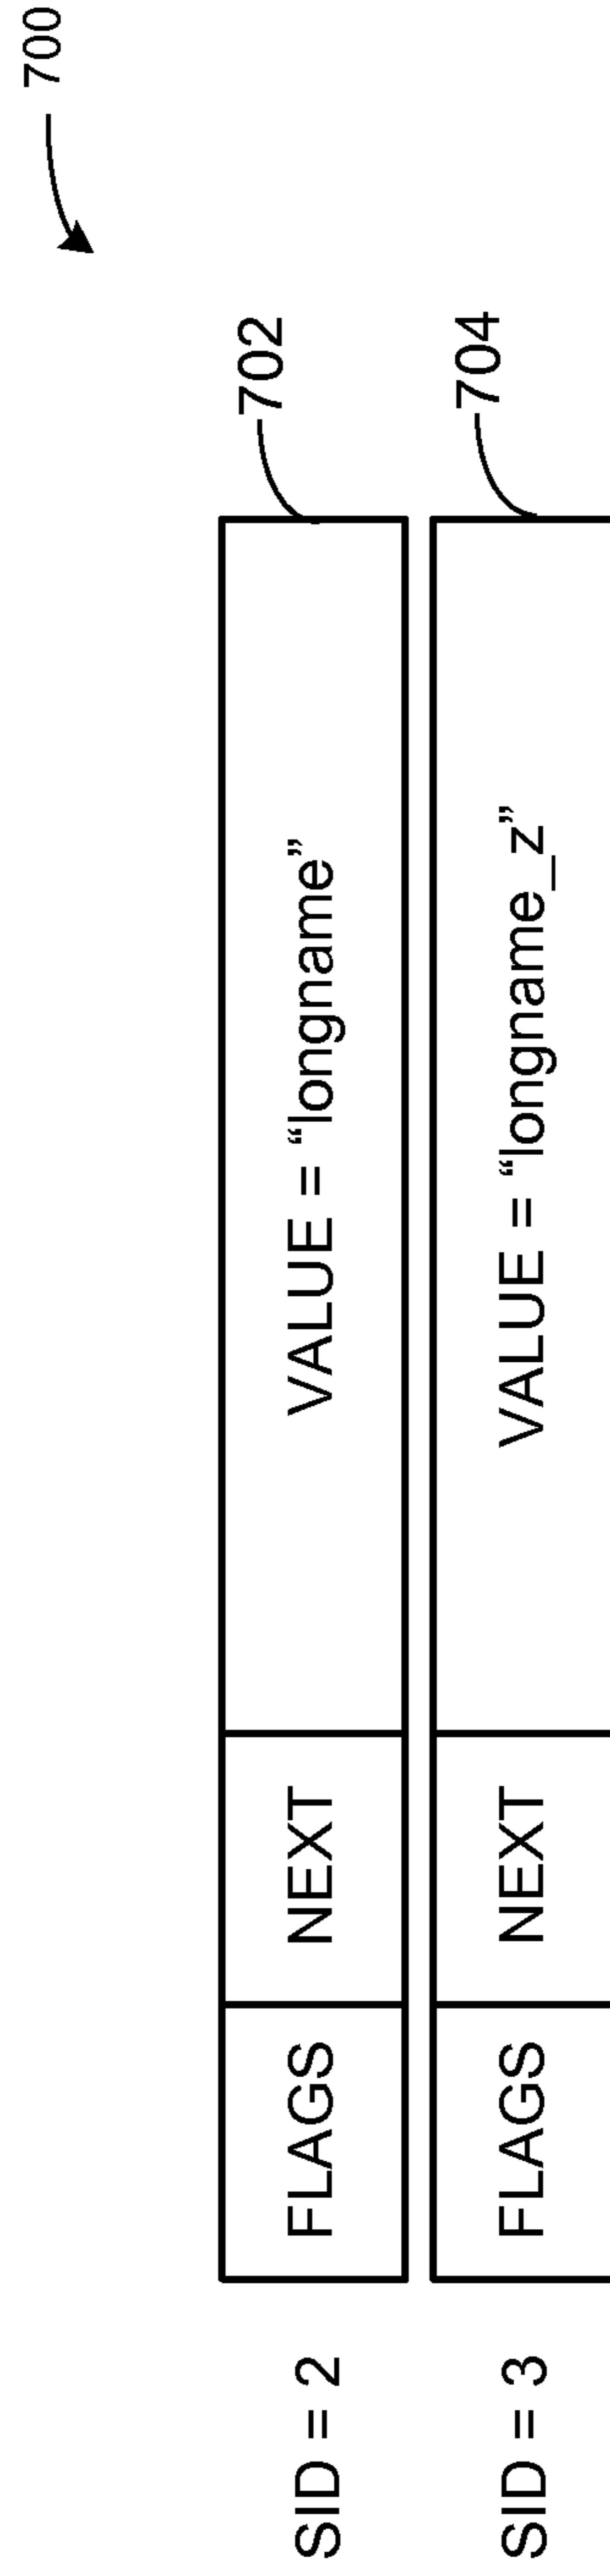 700
SID = 2 FLAGS NEXT VALUE = “longname” 702
SID = 3 FLAGS NEXT VALUE = “longname_z” 704